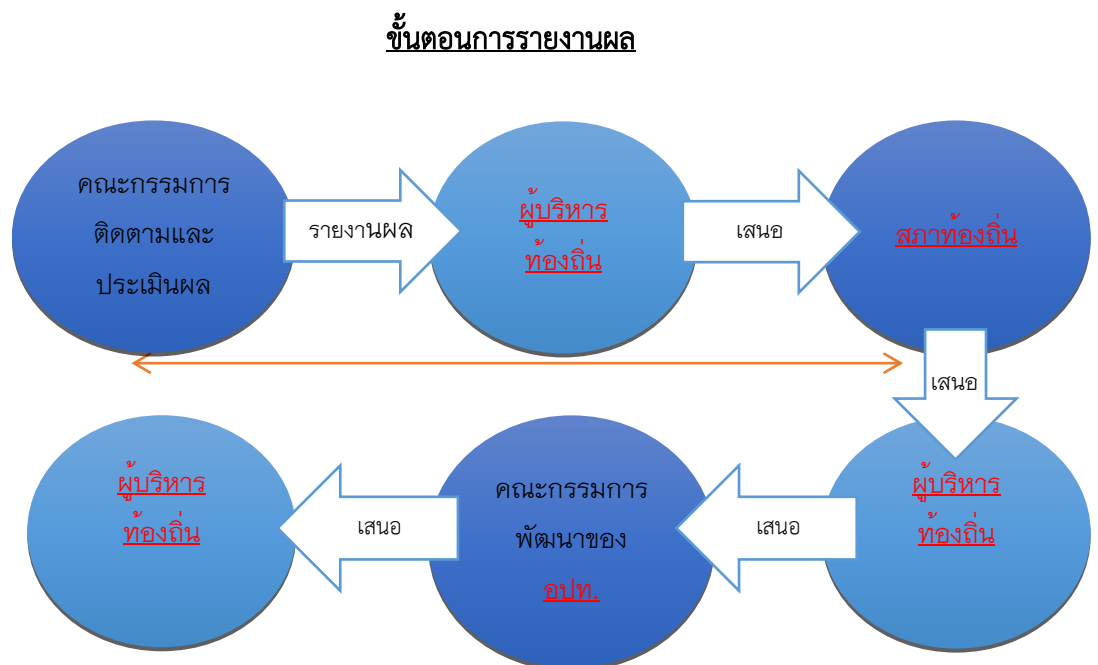 ขั้นตอนการรายงานผล
คณะกรรมการ
ติดตามและ
ประเมินผล
รายงานผล
ผู้บริหาร
ท้องถิ่น
เสนอ
สภาท้องถิ่น
เสนอ
ผู้บริหาร
ท้องถิ่น
เสนอ
คณะกรรมการ
พัฒนาของ
อปท.
เสนอ
ผู้บริหาร
ท้องถิ่น